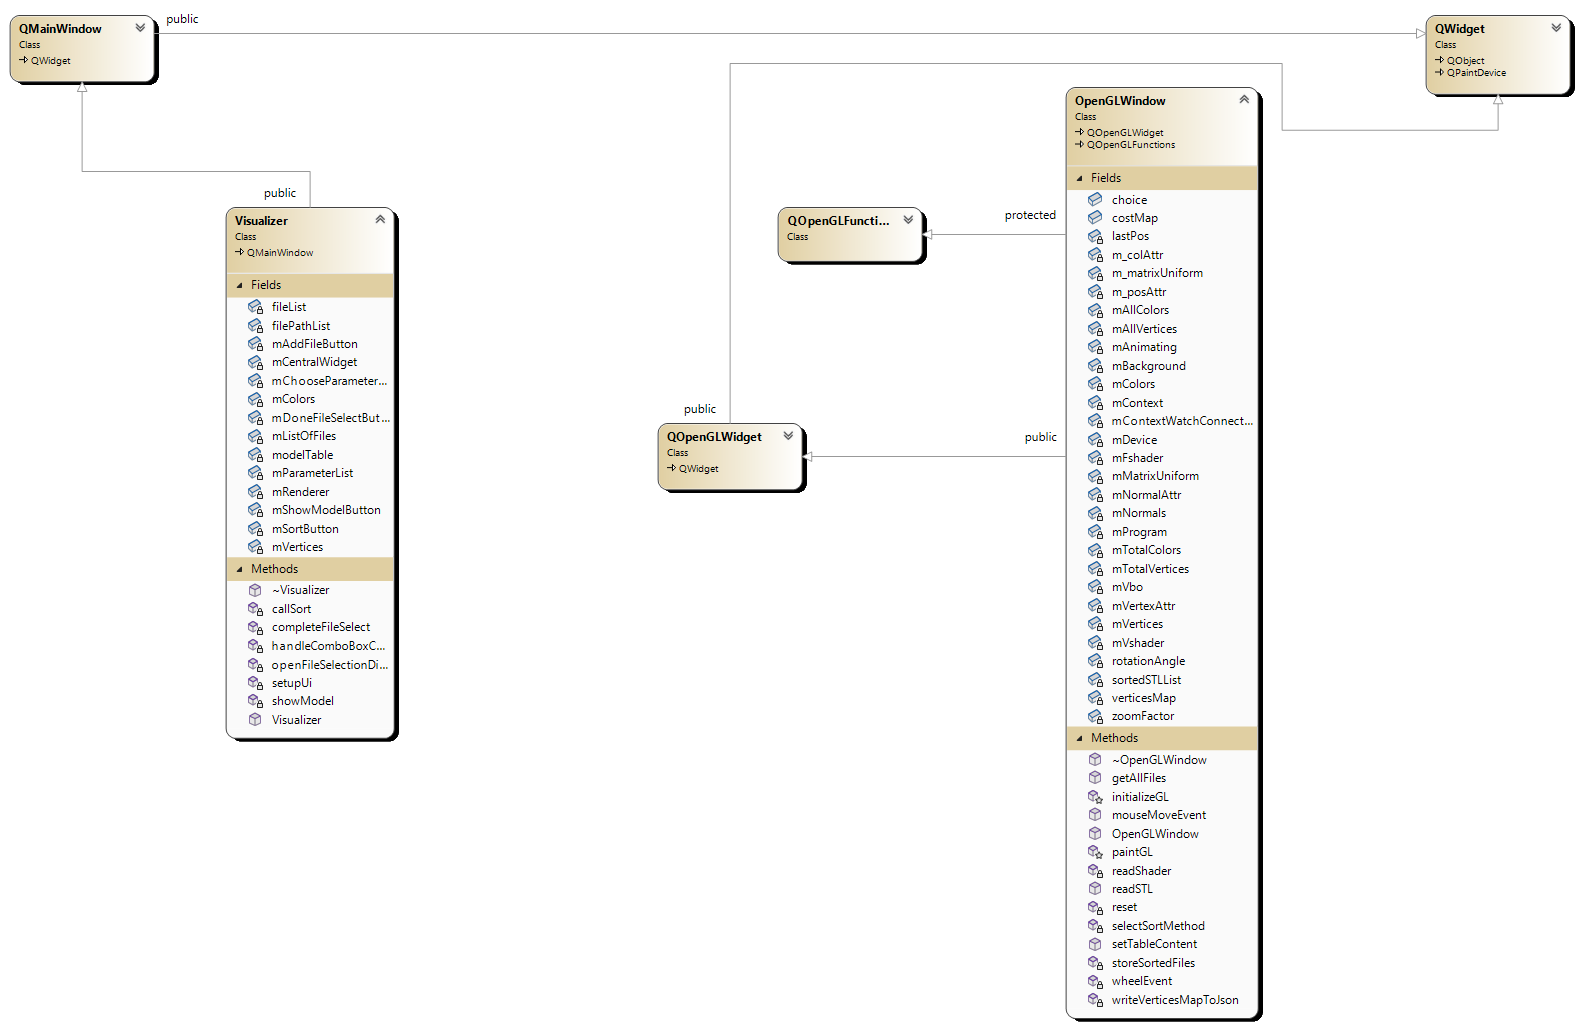 public
QMainWindow
Class
QWidget
QWidget
Class
QObject
QPaintDevice
public
Visualizer
Class
QMainWindow
Fields
fileList
filePathList
mAddFileButton
mCentralWidget
mChooseParameter...
mColors
mDoneFileSelectBut...
mListOfFiles
modelTable
mParameterList
mRenderer
mShowModelButton
mSortButton
mVertices
Methods
~Visualizer
callSort
completeFileSelect
handleComboBoxC...
openFileSelectionDi...
setupUi
showModel
Visualizer
QOpenGLFuncti...
Class
protected
public
QOpenGLWidget
Class
QWidget
public
OpenGLWindow
Class
QOpenGLWidget
QOpenGLFunctions
Fields
choice
costMap
lastPos
m_colAttr
m_matrixUniform
m_posAttr
mAllColors
mAllVertices
mAnimating
mBackground
mColors
mContext
mContextWatchConnect...
mDevice
mFshader
mMatrixUniform
mNormalAttr
mNormals
mProgram
mTotalColors
mTotalVertices
mVbo
mVertexAttr
mVertices
mVshader
rotationAngle
sortedSTLList
verticesMap
zoomFactor
Methods
~OpenGLWindow
getAllFiles
initializeGL
mouseMoveEvent
OpenGLWindow
paintGL
readShader
readSTL
reset
selectSortMethod
setTableContent
storeSortedFiles
wheelEvent
writeVerticesMapToJson